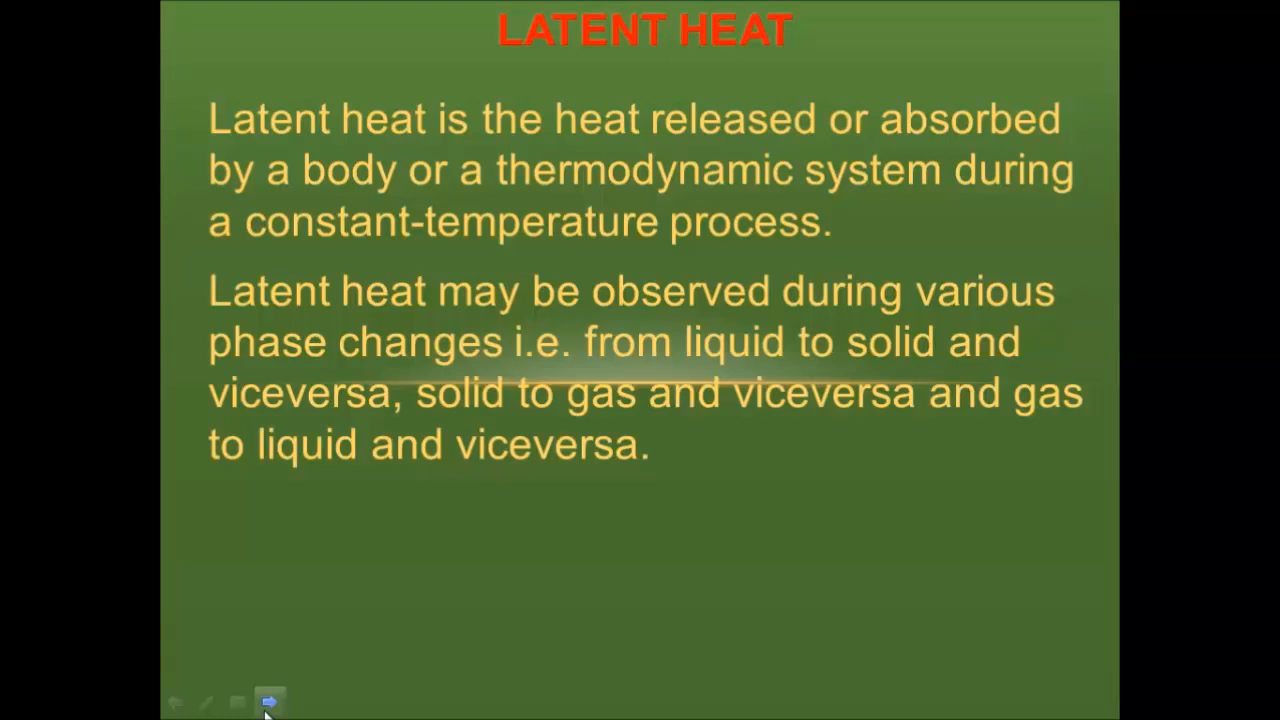 LATENT HEAT
Latent heat is the heat released or absorbed
by a body or a thermodynamic system during
a constant-temperature process.
Latent heat may be observed during various
phase changes i.e. from liquid to solid and
viceversa, solid to gas and viceversa and gas
to liquid and viceversa.